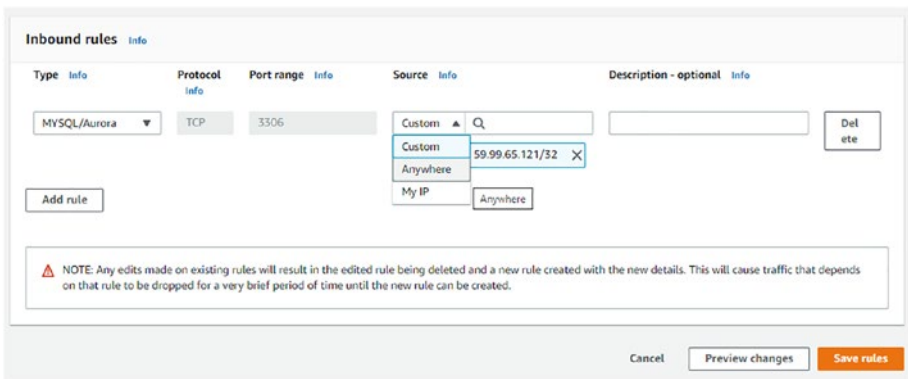 Inbound rules Info
Type Info Protocol Info Port range Info Source Info Description - optional Info
MYSQL/Aurora TCP 3306 Custom Del
ete
Custom
59.99.65.121/32
Anywhere
My IP
Anywhere
Add rule
NOTE: Any edits made on existing rules will result in the edited rule being deleted and a new rule created with the new details. This will cause traffic that depends
on that rule to be dropped for a very brief period of time until the new rule can be created.
Cancel Preview changes Save rules